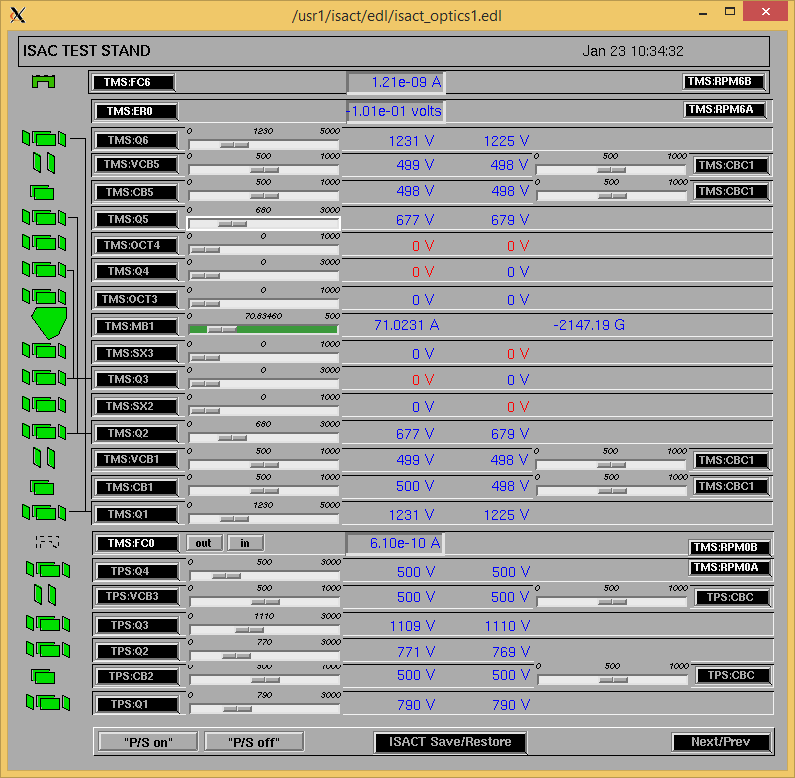 /usr1/isact/edl/isact_optics1.edl
ISAC TEST STAND Jan 23 10:34:32
TMS:FC6 1.21e-09 A TMS:RPM6B
TMS:ER0 -1.01e-01 volts TMS:RPM6A
TMS:Q6 0 1230 5000 1231 V 1225 V
TMS:VCB5 0 500 1000 499 V 498 V 0 500 1000 TMS:CBC1
TMS:CB5 0 500 1000 498 V 498 V 0 500 1000 TMS:CBC1
TMS:Q5 0 680 3000 677 V 679 V
TMS:OCT4 0 0 1000 0 V 0 V
TMS:Q4 0 0 3000 0 V 0 V
TMS:OCT3 0 0 1000 0 V 0 V
TMS:MB1 0 70.83460 500 71.0231 A -2147.19 G
TMS:SX3 0 0 1000 0 V 0 V
TMS:Q3 0 0 3000 0 V 0 V
TMS:SX2 0 0 1000 0 V 0 V
TMS:Q2 0 680 3000 677 V 679 V
TMS:VCB1 0 500 1000 499 V 498 V 0 500 1000 TMS:CBC1
TMS:CB1 0 500 1000 500 V 498 V 0 500 1000 TMS:CBC1
TMS:Q1 0 1230 5000 1231 V 1225 V
TMS:FC0 out in 6.10e-10 A TMS:RPM0B
TMS:RPM0A
TPS:Q4 0 500 3000 500 V 500 V
TPS:VCB3 0 500 1000 500 V 500 V 0 500 1000 TPS:CBC
TPS:Q3 0 1110 3000 1109 V 1110 V
TPS:Q2 0 770 3000 771 V 769 V
TPS:CB2 0 500 1000 500 V 500 V 0 500 1000 TPS:CBC
TPS:Q1 0 790 3000 790 V 790 V
"P/S on" "P/S off" ISACT Save/Restore Next/Prev